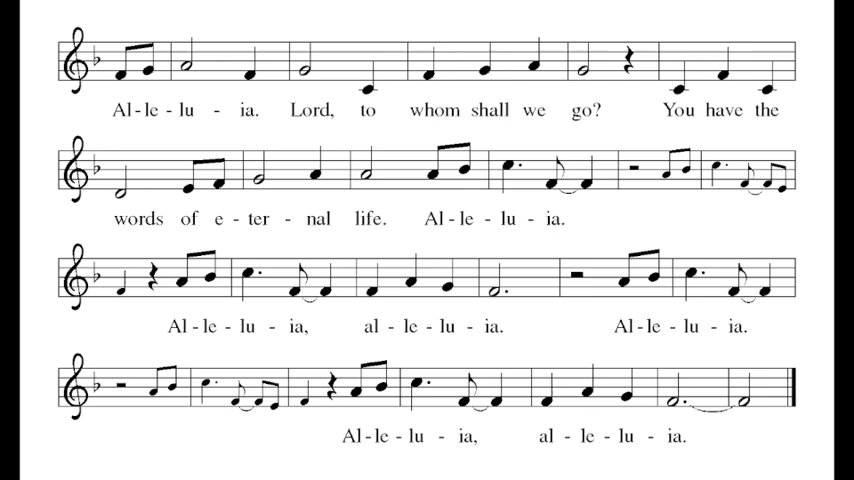 Al - le - lu - ia. Lord, to whom shall we go? You have the
words of e - ter - nal life. Al - le - lu - ia.
Al - le - lu - ia, al - le - lu - ia. Al - le - lu - ia.
Al - le - lu - ia, al - le - lu - ia.